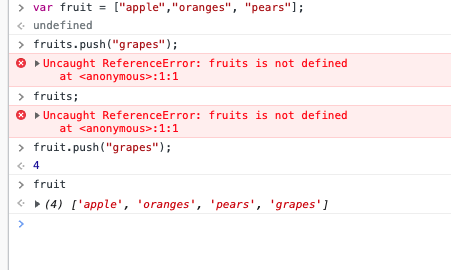 var fruit = ["apple","oranges", "pears"];
undefined
fruits.push("grapes");
Uncaught ReferenceError: fruits is not defined
at <anonymous>:1:1
fruits;
Uncaught ReferenceError: fruits is not defined
at <anonymous>:1:1
fruit.push("grapes");
4
fruit
(4) ['apple', 'oranges', 'pears', 'grapes']